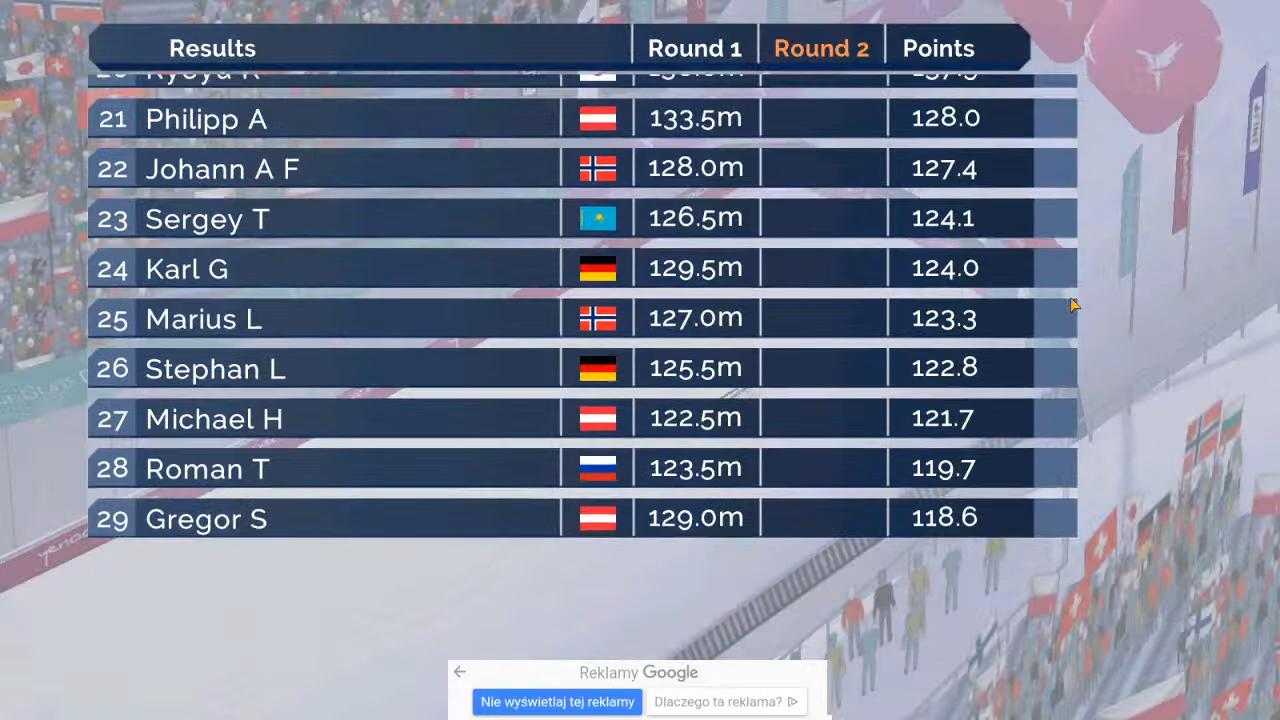 Results Round 1 Round 2 Points
21 Philipp A 133.5m 128.0
22 Johann A F 128.0m 127.4
23 Sergey T 126.5m 124.1
24 Karl G 129.5m 124.0
25 Marius L 127.0m 123.3
26 Stephan L 125.5m 122.8
27 Michael H 122.5m 121.7
28 Roman T 123.5m 119.7
29 Gregor S 129.0m 118.6
Reklamy Google
Nie wyświetlaj tej reklamy Dlaczego ta reklama?